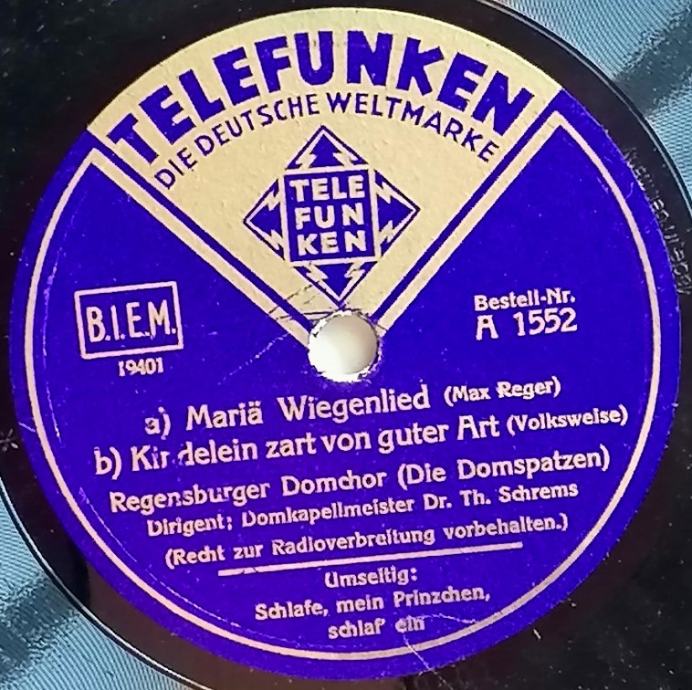 TELEFUNKEN
DIE DEUTSCHE WELTMARKE
TELE
FUN
KEN
B.I.E.M.
19401
Bestell-Nr.
A 1552
a) Mariä Wiegenlied (Max Reger)
b) Kindelein zart von guter Art (Volksweise)
Regensburger Domchor (Die Domspatzen)
Dirigent: Domkapellmeister Dr. Th. Schrems
(Recht zur Radioverbreitung vorbehalten.)
Umseitig:
Schlafe, mein Prinzchen,
schlaf' ein